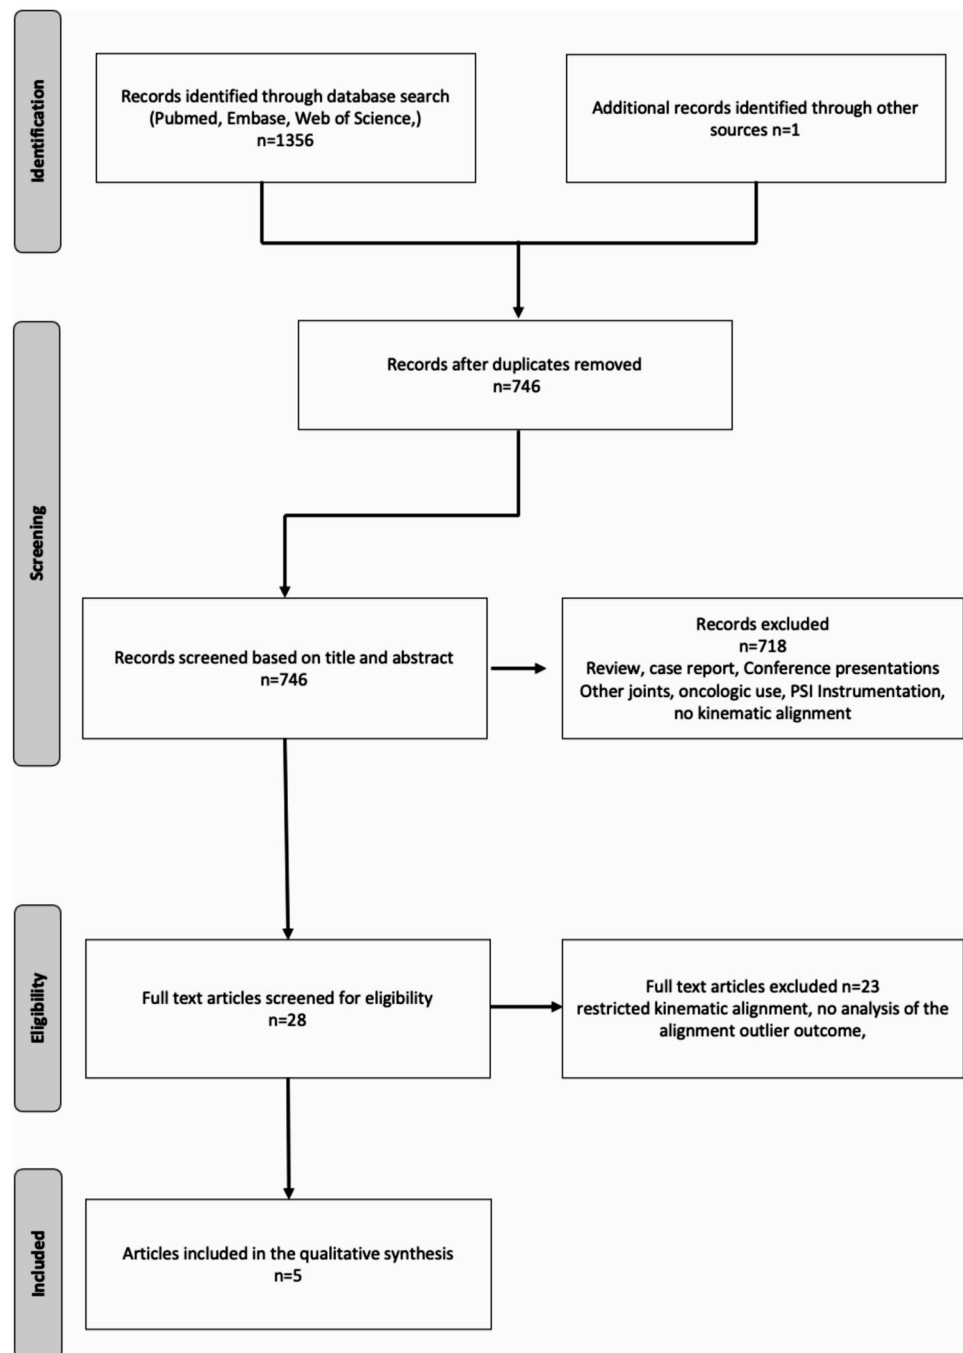 Identification
Records identified through database search
(Pubmed, Embase, Web of Science,)
n=1356
Additional records identified through other
sources n=1
Screening
Records after duplicates removed
n=746
Records screened based on title and abstract
n=746
Records excluded
n=718
Review, case report, Conference presentations
Other joints, oncologic use, PSI Instrumentation,
no kinematic alignment
Eligibility
Full text articles screened for eligibility
n=28
Full text articles excluded n=23
restricted kinematic alignment, no analysis of the
alignment outlier outcome,
Included
Articles included in the qualitative synthesis
n=5